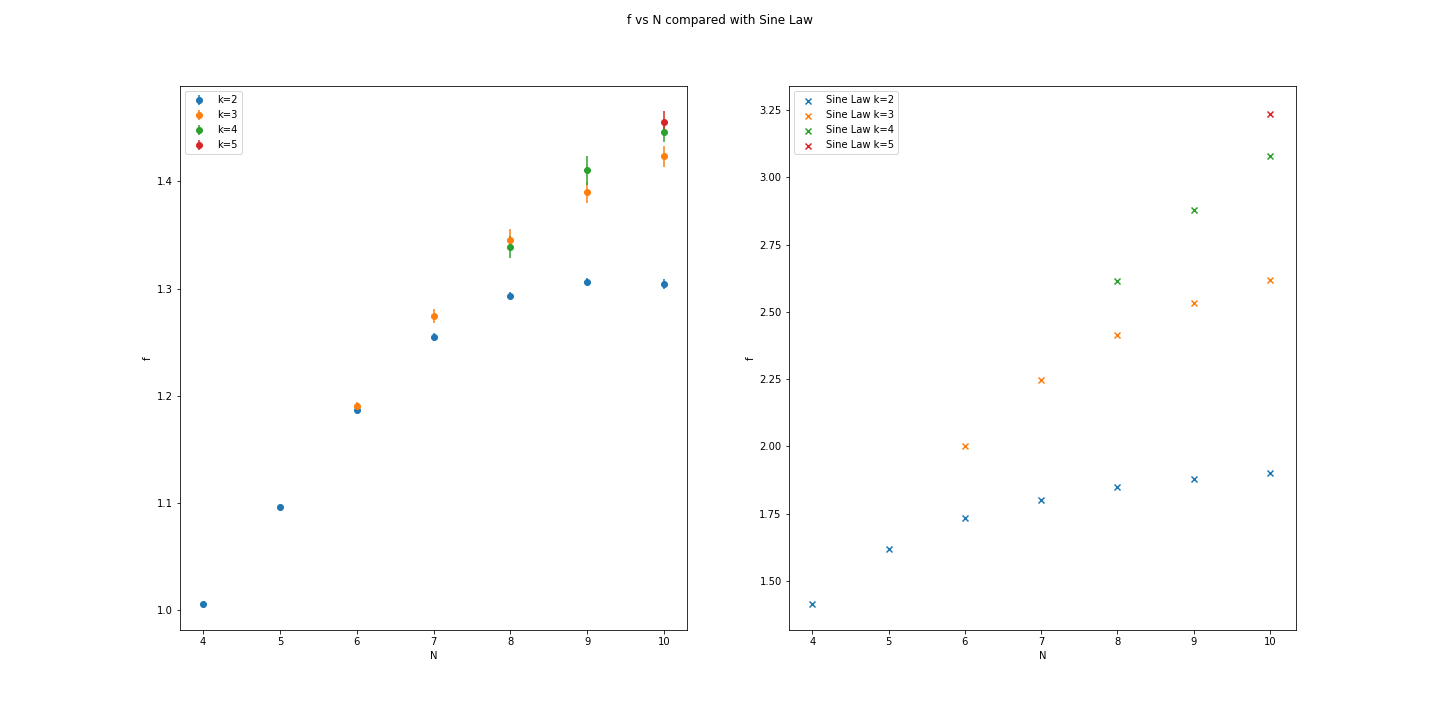 f vs N compared with Sine Law
k=2
k=3
k=4
k=5
1.4
1.3
1.2
1.1
1.0
f
4 5 6 7 8 9 10
N
Sine Law k=2
Sine Law k=3
Sine Law k=4
Sine Law k=5
3.25
3.00
2.75
2.50
2.25
2.00
1.75
1.50
f
4 5 6 7 8 9 10
N